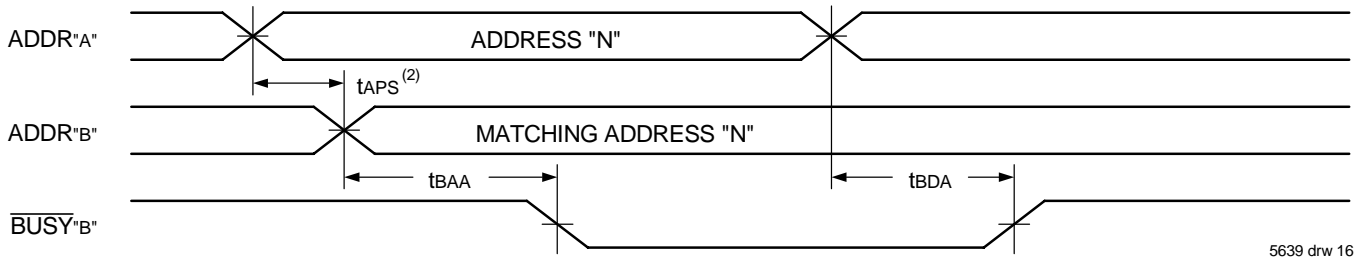 ADDR"A" ADDRESS "N"
tAPS(2)
ADDR"B" MATCHING ADDRESS "N"
tBAA tBDA
BUSY"B"
5639 drw 16